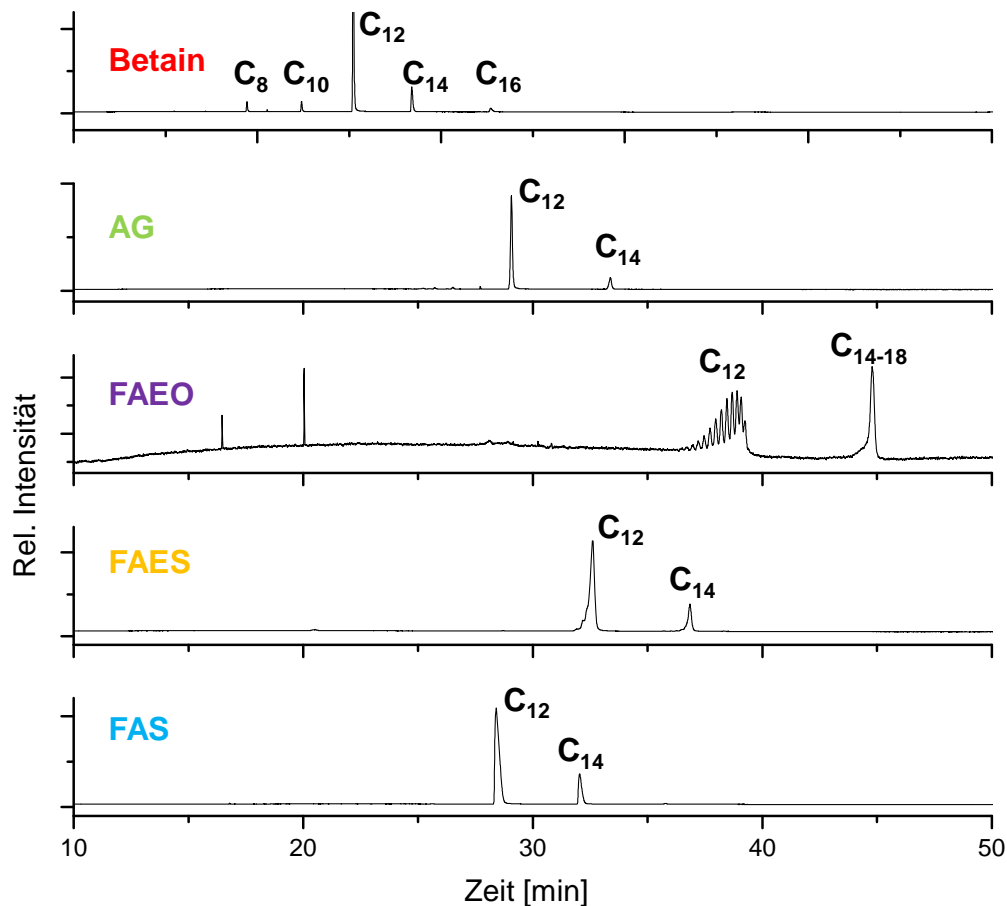 Betain
C₈
C₁₀
C₁₂
C₁₄
C₁₆
AG
C₁₂
C₁₄
FAEO
C₁₂
C₁₄₋₁₈
FAES
C₁₂
C₁₄
FAS
C₁₂
C₁₄
Rel. Intensität
10 20 30 40 50
Zeit [min]